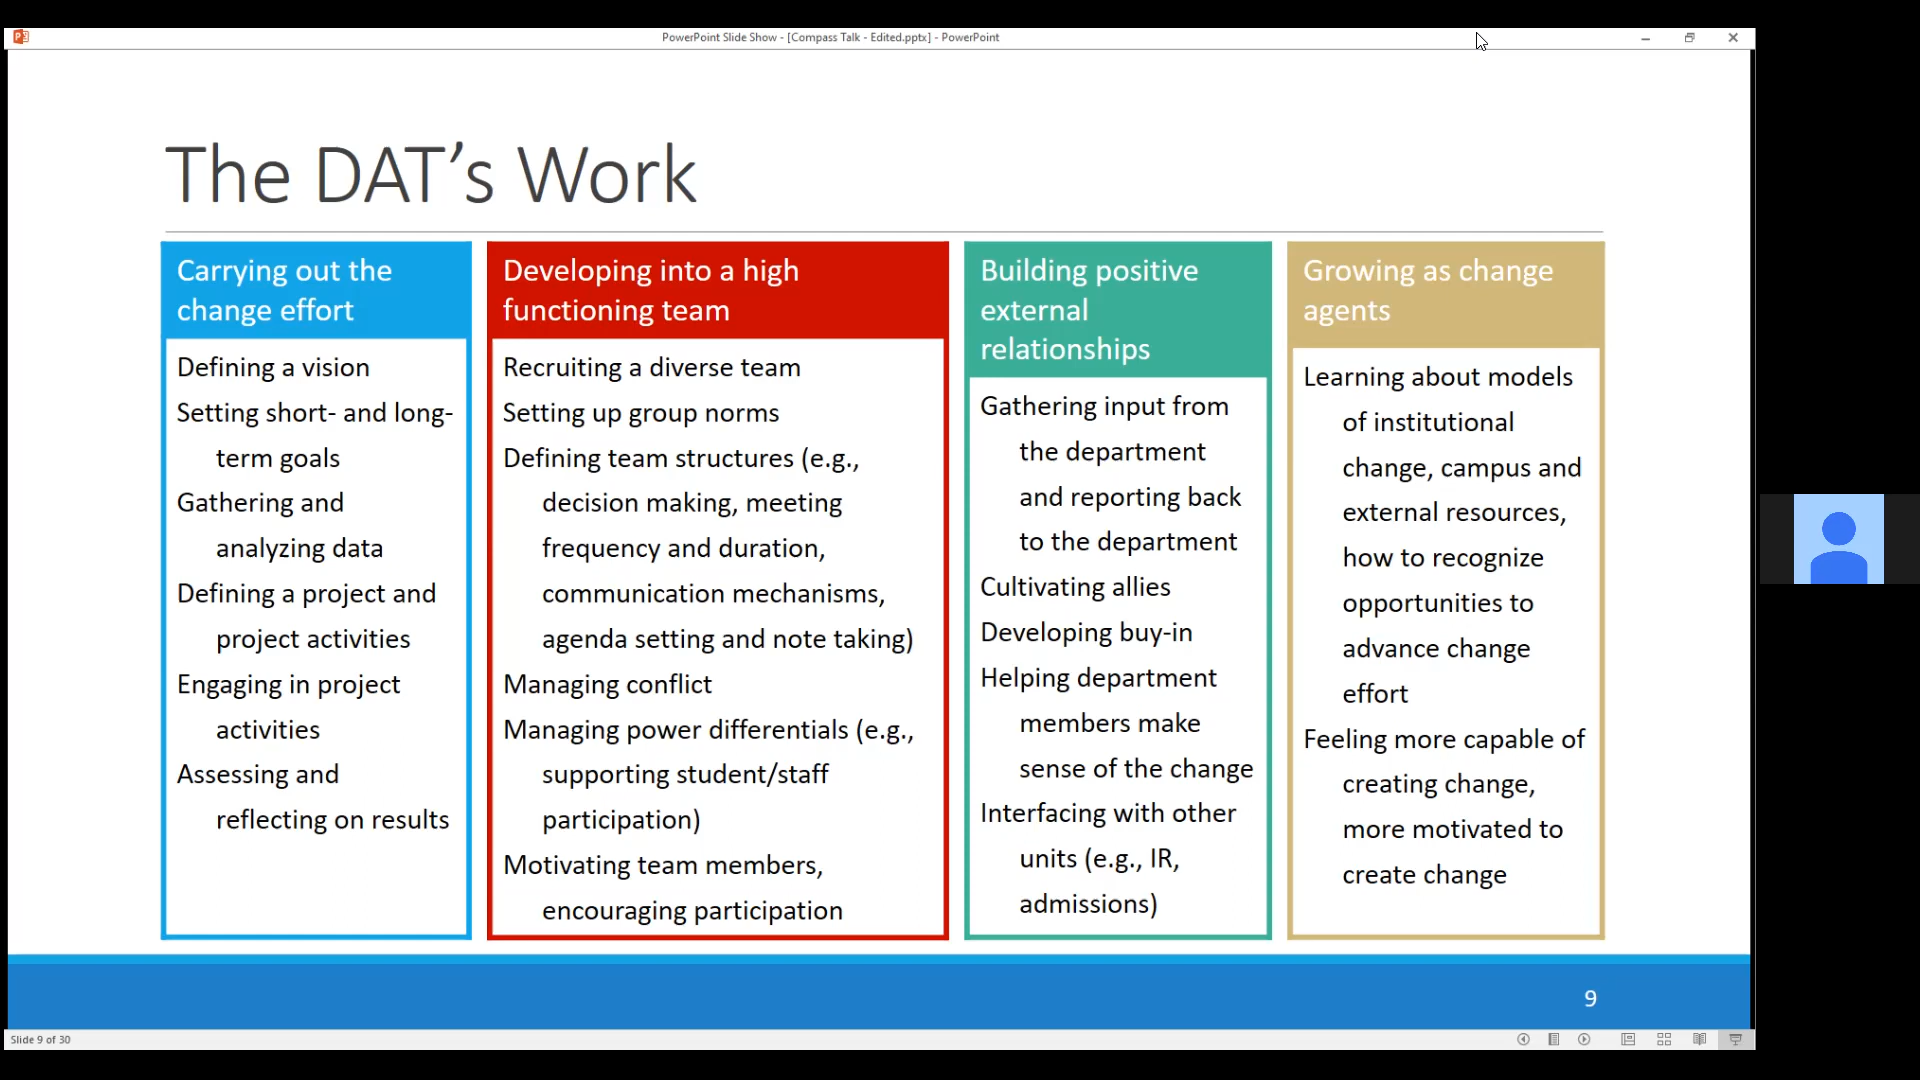 PowerPoint Slide Show - [Compass Talk - Edited.pptx] - PowerPoint
The DAT's Work
Carrying out the
change effort
Defining a vision
Setting short- and long-
term goals
Gathering and
analyzing data
Defining a project and
project activities
Engaging in project
activities
Assessing and
reflecting on results
Developing into a high
functioning team
Recruiting a diverse team
Setting up group norms
Defining team structures (e.g.,
decision making, meeting
frequency and duration,
communication mechanisms,
agenda setting and note taking)
Managing conflict
Managing power differentials (e.g.,
supporting student/staff
participation)
Motivating team members,
encouraging participation
Building positive
external
relationships
Gathering input from
the department
and reporting back
to the department
Cultivating allies
Developing buy-in
Helping department
members make
sense of the change
Interfacing with other
units (e.g., IR,
admissions)
Growing as change
agents
Learning about models
of institutional
change, campus and
external resources,
how to recognize
opportunities to
advance change
effort
Feeling more capable of
creating change,
more motivated to
create change
9
Slide 9 of 30